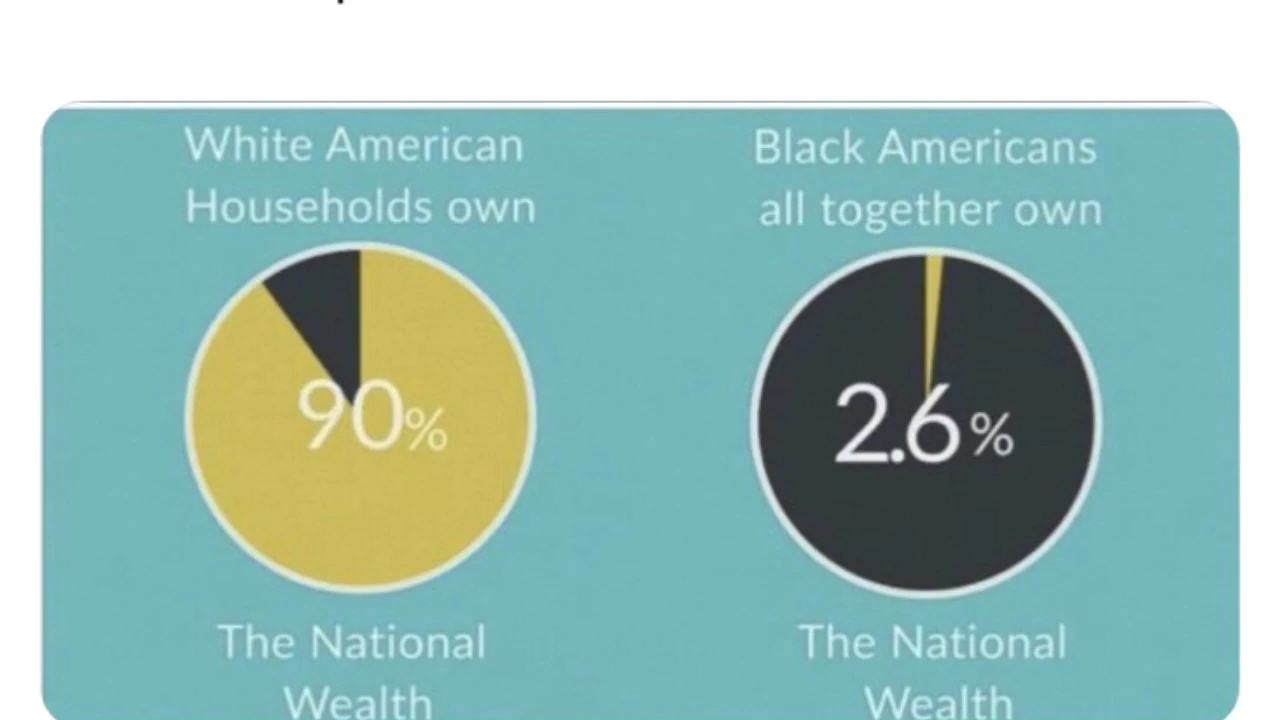 White American
Households own
90%
The National
Wealth
Black Americans
all together own
2.6%
The National
Wealth